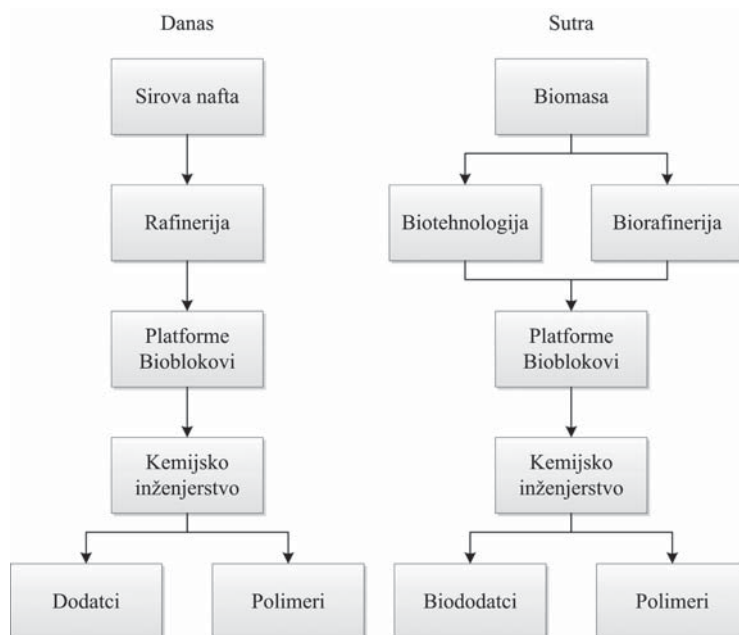 Danas
Sirova nafta
Rafinerija
Platforme
Bioblokovi
Kemijsko
inženjerstvo
Dodatci
Polimeri
Sutra
Biomasa
Biotehnologija
Biorafinerija
Platforme
Bioblokovi
Kemijsko
inženjerstvo
Biododatci
Polimeri